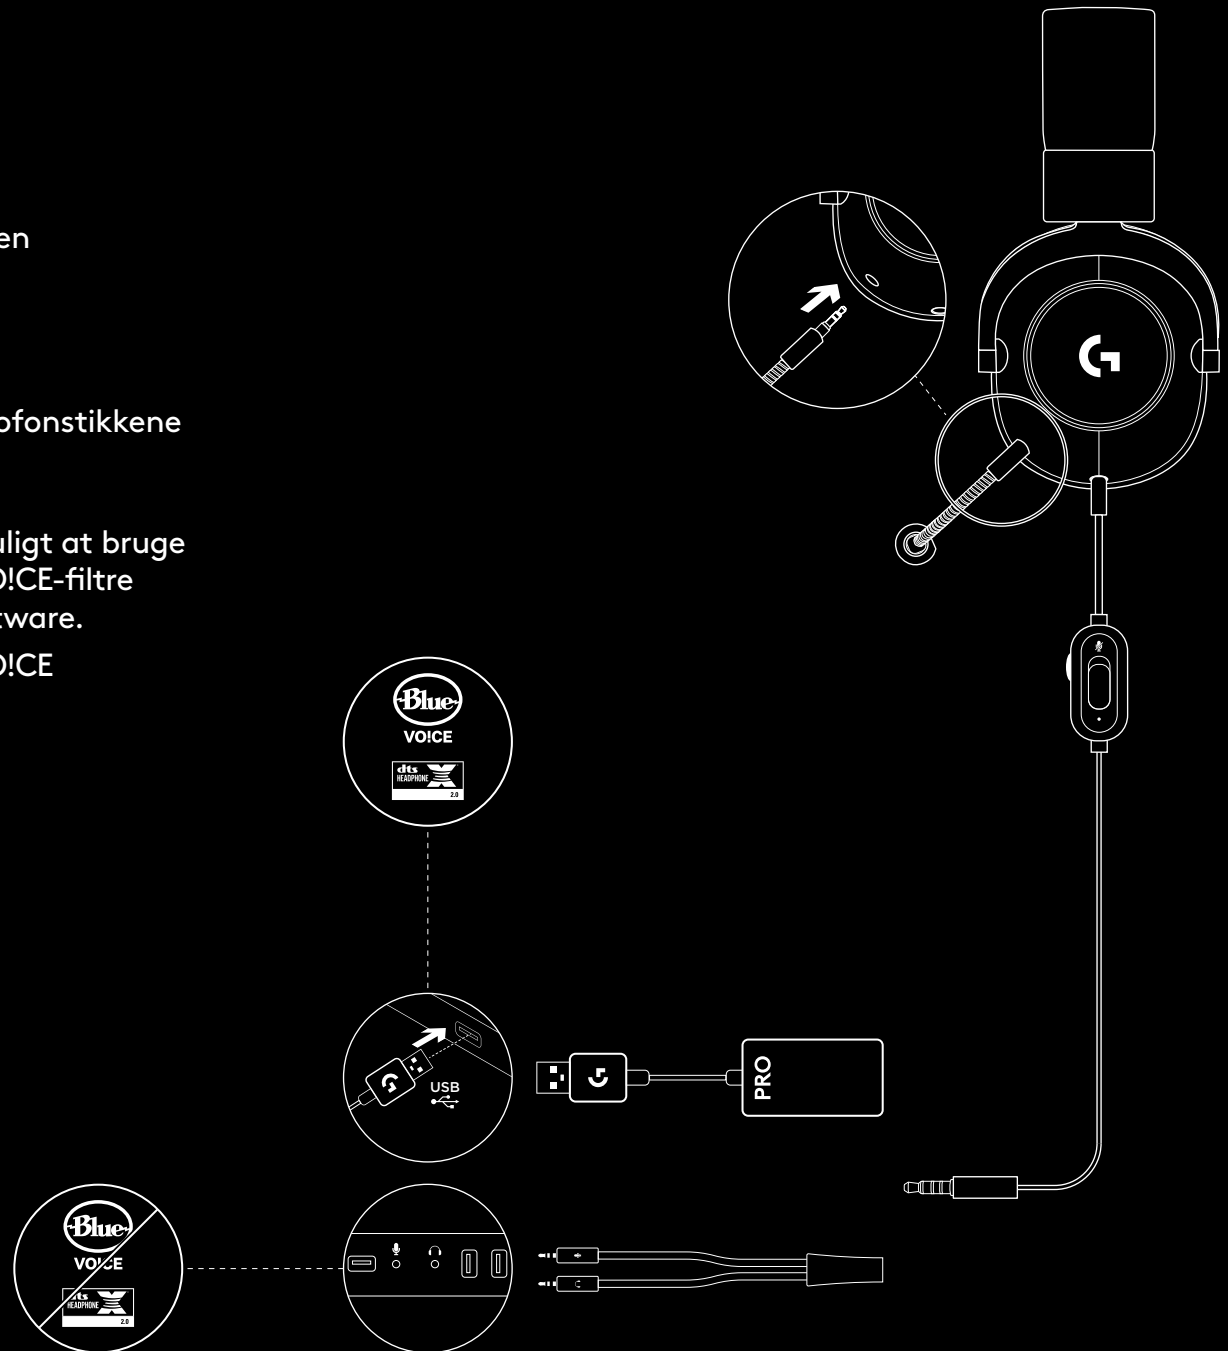 en
ofonstikkene
uligt at bruge
O!CE-filtre
tware.
O!CE
Blue
VO!CE
dts
HEADPHONE
X
2.0
USB
PRO
Blue
VO!CE
dts
HEADPHONE
X
2.0